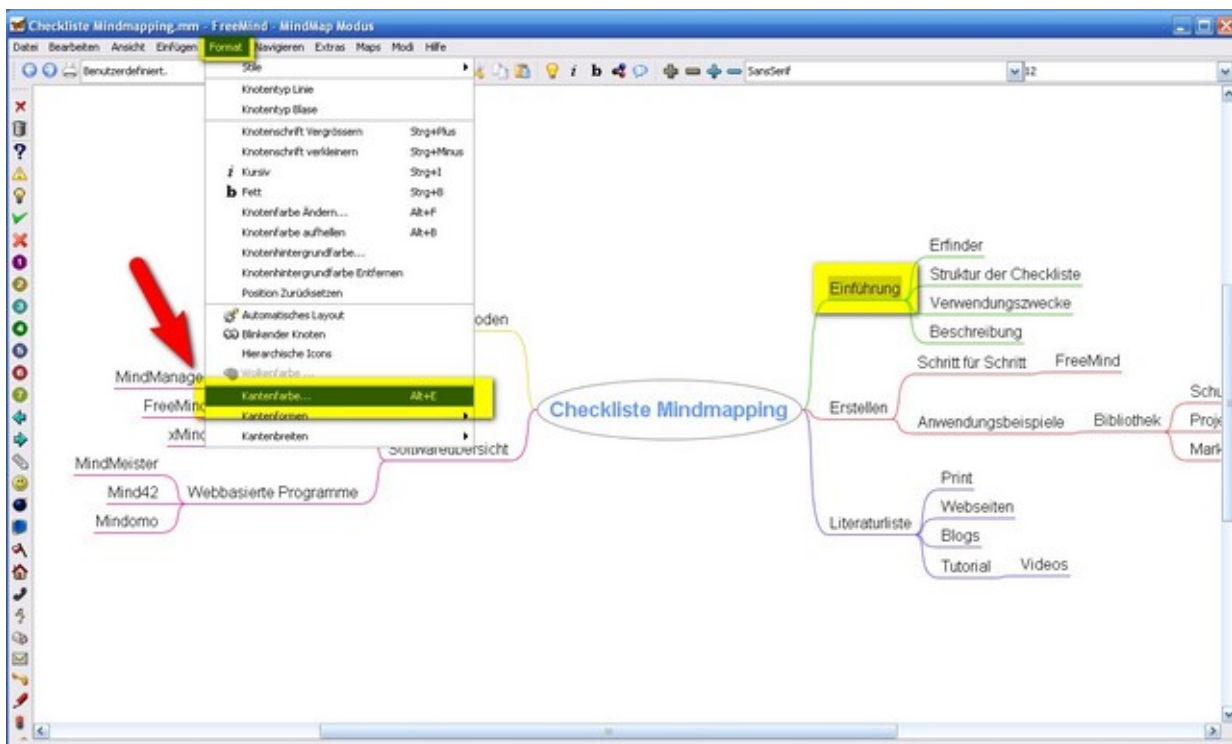 Checkliste Mindmapping.mm - FreeMind - MindMap Modus
Datei Bearbeiten Ansicht Einfügen Format Navigieren Extras Maps Modi Hilfe
Benutzerdefiniert. SansSerif 12
Stile
Knotentyp Linie
Knotentyp Blase
Knotenschrift Vergrössern Strg+Plus
Knotenschrift verkleinern Strg+Minus
i Kursiv Strg+I
b Fett Strg+B
Knotenfarbe Ändern... Alt+F
Knotenfarbe aufhellen Alt+B
Knotenhintergrundfarbe...
Knotenhintergrundfarbe Entfernen
Position Zurücksetzen
Automatisches Layout
Blinkender Knoten
Hierarchische Icons
Wolkenfarbe ...
Kantenfarbe... Alt+E
Kantenformen
Kantenbreiten
oden
MindManage
FreeMind
xMind
Softwareübersicht
MindMeister
Mind42
Mindomo
Webbasierte Programme
Checkliste Mindmapping
Einführung
Erfinder
Struktur der Checkliste
Verwendungszwecke
Beschreibung
Erstellen
Schritt für Schritt FreeMind
Anwendungsbeispiele Bibliothek
Schu
Proje
Mark
Literaturliste
Print
Webseiten
Blogs
Tutorial Videos